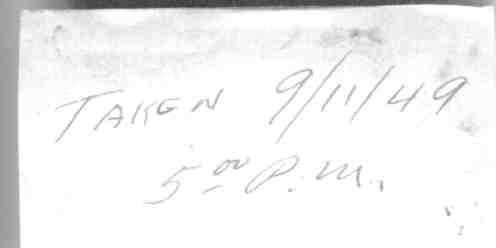 TAKEN 9/11/49
5⁰⁰ P.M.